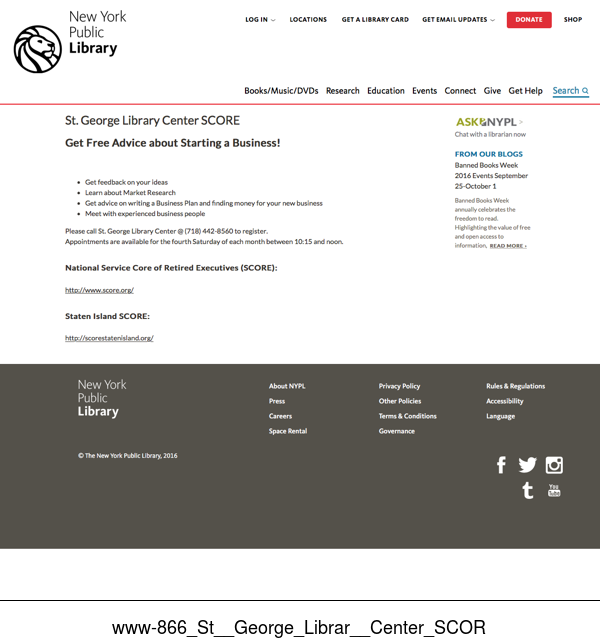 New York
Public
Library
LOG IN
LOCATIONS
GET A LIBRARY CARD
GET EMAIL UPDATES
DONATE
SHOP
Books/Music/DVDs
Research
Education
Events
Connect
Give
Get Help
Search
St. George Library Center SCORE
Get Free Advice about Starting a Business!
Get feedback on your ideas
Learn about Market Research
Get advice on writing a Business Plan and finding money for your new business
Meet with experienced business people
Please call St. George Library Center @ (718) 442-8560 to register.
Appointments are available for the fourth Saturday of each month between 10:15 and noon.
National Service Core of Retired Executives (SCORE):
http://www.score.org/
Staten Island SCORE:
http://scorestatenisland.org/
ASK NYPL >
Chat with a librarian now
FROM OUR BLOGS
Banned Books Week
2016 Events September
25-October 1
Banned Books Week
annually celebrates the
freedom to read.
Highlighting the value of free
and open access to
information. READ MORE ›
New York
Public
Library
© The New York Public Library, 2016
About NYPL
Press
Careers
Space Rental
Privacy Policy
Other Policies
Terms & Conditions
Governance
Rules & Regulations
Accessibility
Language
You
Tube
www-866_St__George_Librar__Center_SCOR